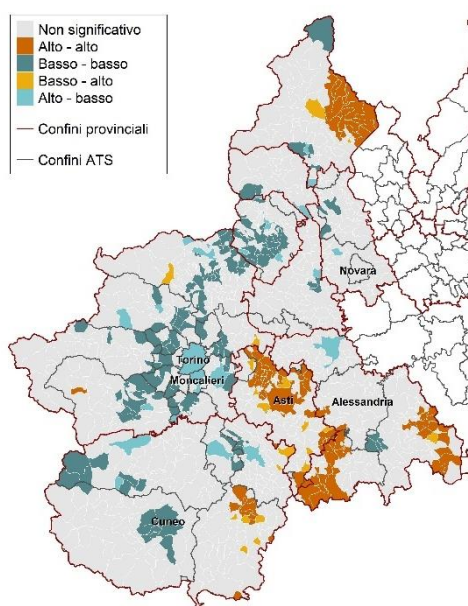 Non significativo
Alto - alto
Basso - basso
Basso - alto
Alto - basso
Confini provinciali
Confini ATS
Novara
Torino
Moncalieri
Asti
Alessandria
Cuneo